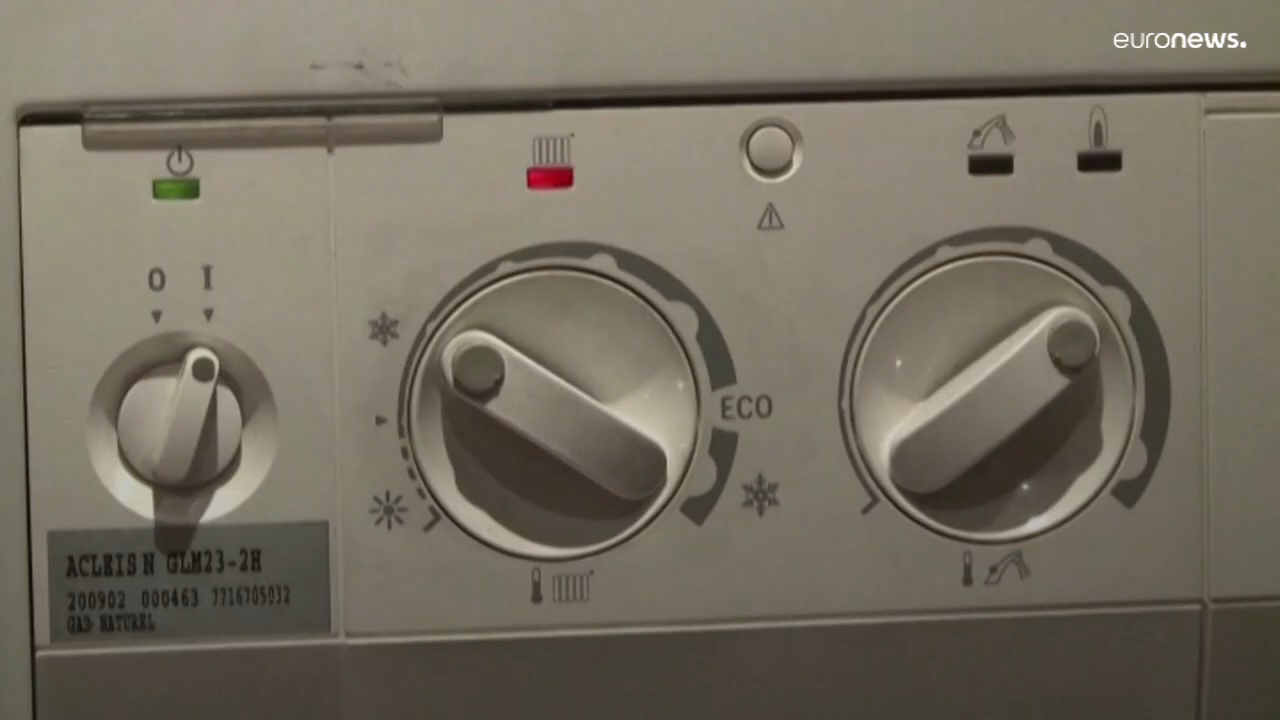 euronews.
O I
ECO
ACLEIS N GLM23-2H
200902 000463 7716705032
GAZ NATUREL